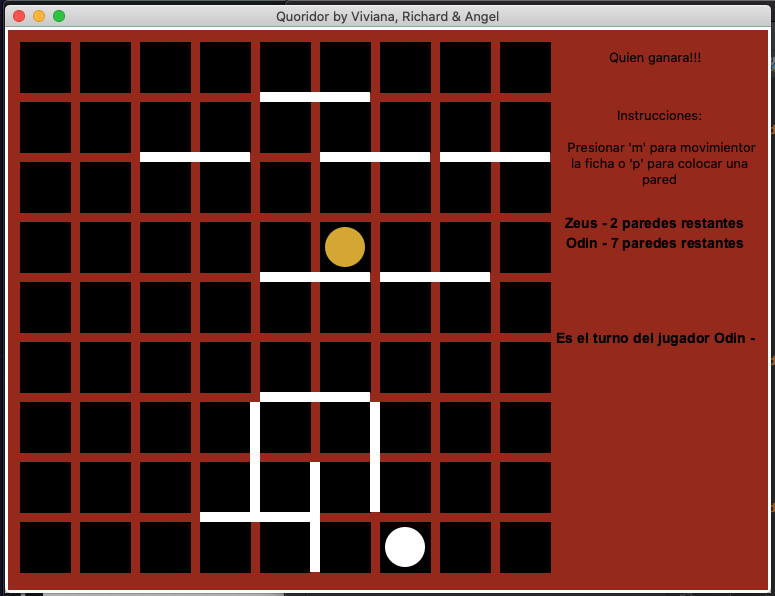 Quoridor by Viviana, Richard & Angel
Quien ganara!!!
Instrucciones:
Presionar 'm' para movimientor
la ficha o 'p' para colocar una
pared
Zeus - 2 paredes restantes
Odin - 7 paredes restantes
Es el turno del jugador Odin -